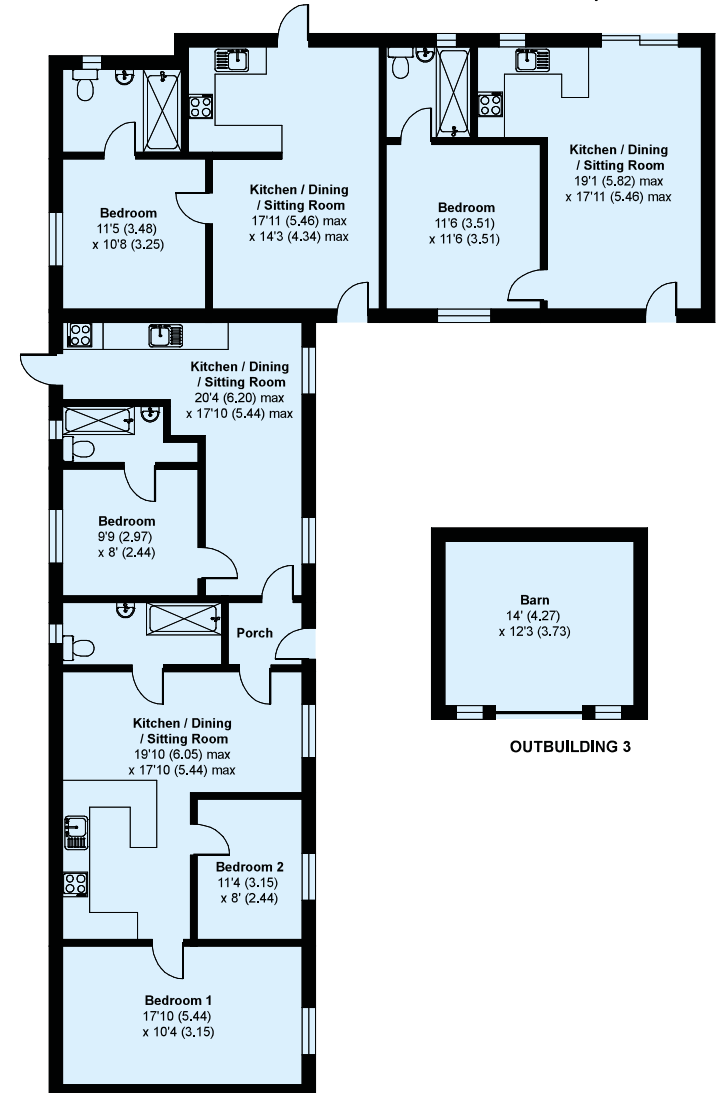 Kitchen / Dining
/ Sitting Room
17'11 (5.46) max
x 14'3 (4.34) max
Bedroom
11'5 (3.48)
x 10'8 (3.25)
Bedroom
11'6 (3.51)
x 11'6 (3.51)
Kitchen / Dining
/ Sitting Room
19'1 (5.82) max
x 17'11 (5.46) max
Kitchen / Dining
/ Sitting Room
20'4 (6.20) max
x 17'10 (5.44) max
Bedroom
9'9 (2.97)
x 8' (2.44)
Porch
Barn
14' (4.27)
x 12'3 (3.73)
OUTBUILDING 3
Kitchen / Dining
/ Sitting Room
19'10 (6.05) max
x 17'10 (5.44) max
Bedroom 2
11'4 (3.15)
x 8' (2.44)
Bedroom 1
17'10 (5.44)
x 10'4 (3.15)